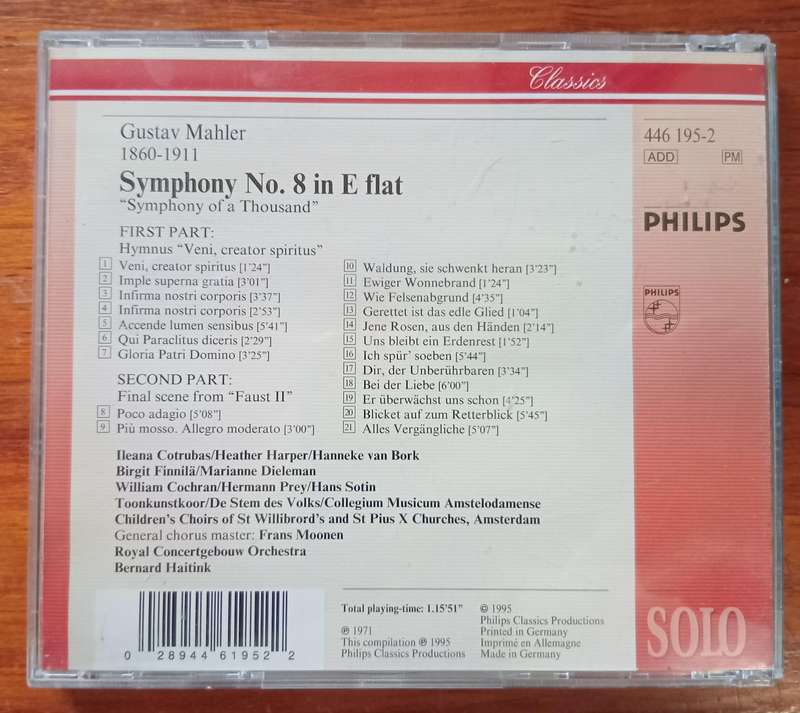 Classics
Gustav Mahler
1860-1911
Symphony No. 8 in E flat
"Symphony of a Thousand"
FIRST PART:
Hymnus "Veni, creator spiritus"
1 Veni, creator spiritus [1'24"]
2 Imple superna gratia [3'01"]
3 Infirma nostri corporis [3'37"]
4 Infirma nostri corporis [2'53"]
5 Accende lumen sensibus [5'41"]
6 Qui Paraclitus diceris [2'29"]
7 Gloria Patri Domino [3'25"]
SECOND PART:
Final scene from "Faust II"
8 Poco adagio [5'08"]
9 Più mosso. Allegro moderato [3'00"]
10 Waldung, sie schwenkt heran [3'23"]
11 Ewiger Wonnebrand [1'24"]
12 Wie Felsenabgrund [4'35"]
13 Gerettet ist das edle Glied [1'04"]
14 Jene Rosen, aus den Händen [2'14"]
15 Uns bleibt ein Erdenrest [1'52"]
16 Ich spür' soeben [5'44"]
17 Dir, der Unberührbaren [3'34"]
18 Bei der Liebe [6'00"]
19 Er überwächst uns schon [4'25"]
20 Blicket auf zum Retterblick [5'45"]
21 Alles Vergängliche [5'07"]
Ileana Cotrubas/Heather Harper/Hanneke van Bork
Birgit Finnilä/Marianne Dieleman
William Cochran/Hermann Prey/Hans Sotin
Toonkunstkoor/De Stem des Volks/Collegium Musicum Amstelodamense
Children's Choirs of St Willibrord's and St Pius X Churches, Amsterdam
General chorus master: Frans Moonen
Royal Concertgebouw Orchestra
Bernard Haitink
0 28944 61952 2
Total playing-time: 1.15'51"
℗ 1971
This compilation ℗ 1995
Philips Classics Productions
© 1995
Philips Classics Productions
Printed in Germany
Imprimé en Allemagne
Made in Germany
446 195-2
ADD PM
PHILIPS
PHILIPS
SOLO